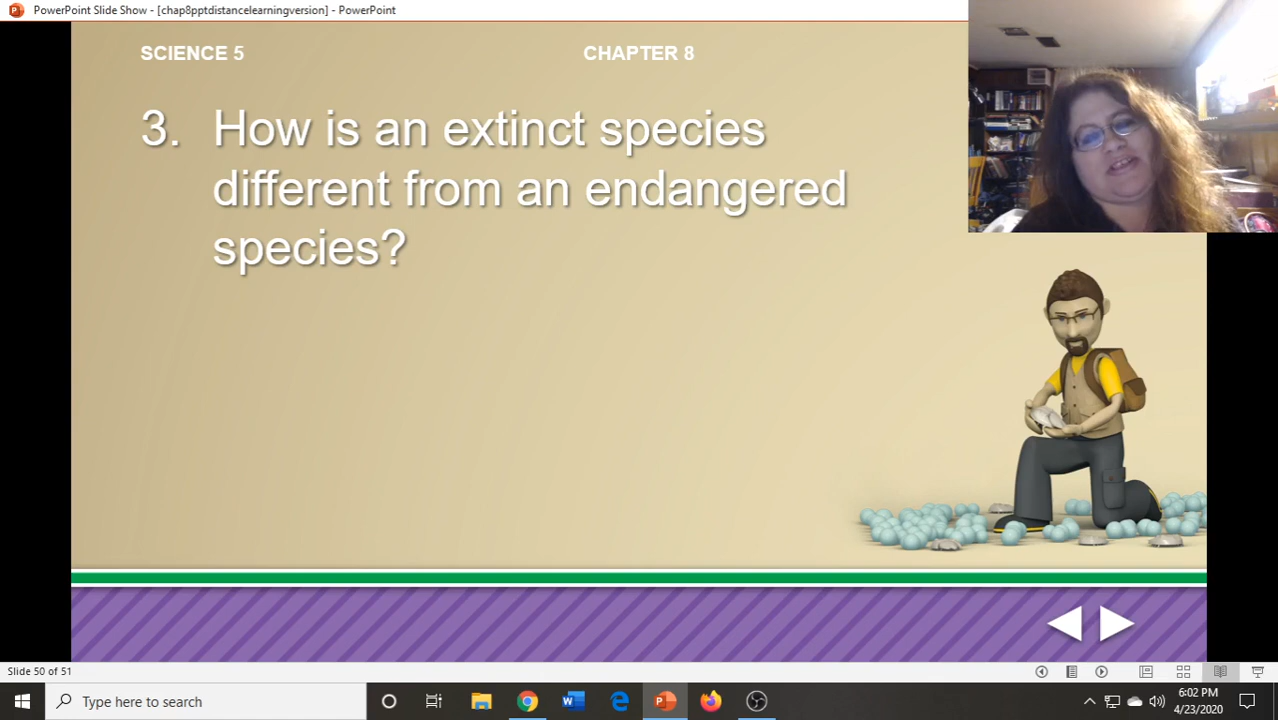 PowerPoint Slide Show - [chap8pptdistancelearningversion] - PowerPoint
SCIENCE 5
CHAPTER 8
3. How is an extinct species
different from an endangered
species?
Slide 50 of 51
Type here to search
6:02 PM
4/23/2020